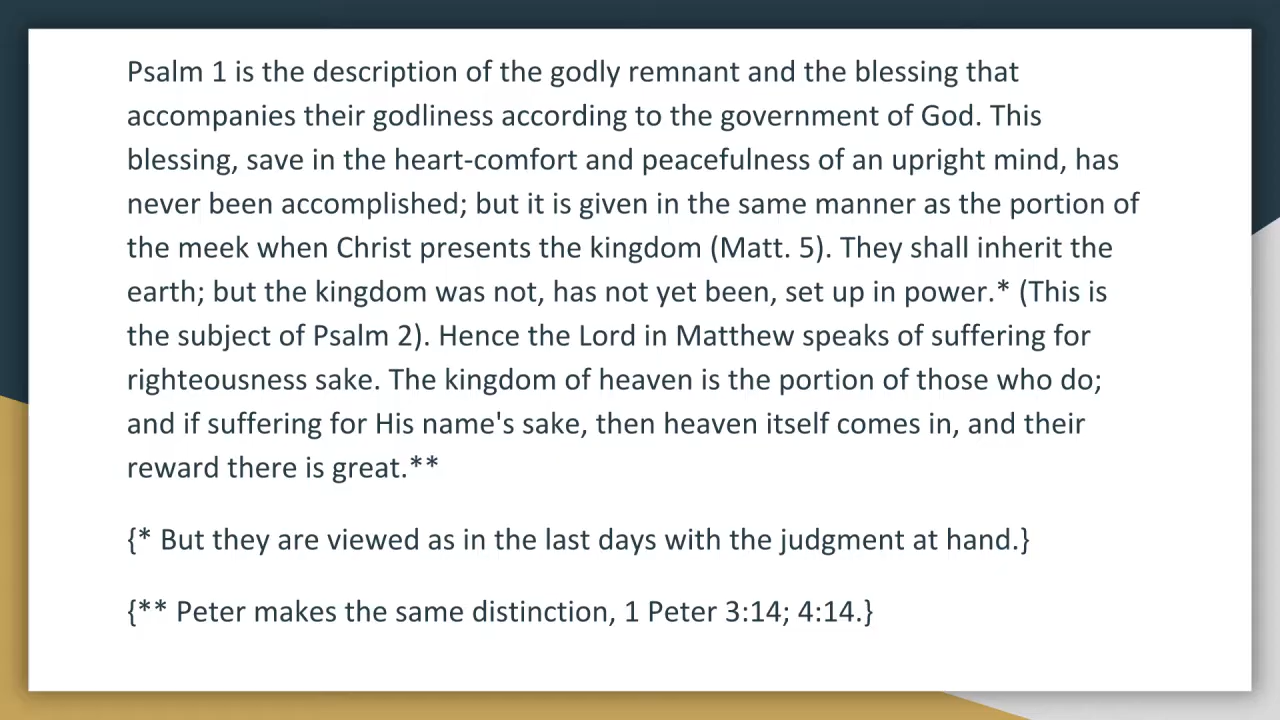 Psalm 1 is the description of the godly remnant and the blessing that
accompanies their godliness according to the government of God. This
blessing, save in the heart-comfort and peacefulness of an upright mind, has
never been accomplished; but it is given in the same manner as the portion of
the meek when Christ presents the kingdom (Matt. 5). They shall inherit the
earth; but the kingdom was not, has not yet been, set up in power.* (This is
the subject of Psalm 2). Hence the Lord in Matthew speaks of suffering for
righteousness sake. The kingdom of heaven is the portion of those who do;
and if suffering for His name's sake, then heaven itself comes in, and their
reward there is great.**
{* But they are viewed as in the last days with the judgment at hand.}
{** Peter makes the same distinction, 1 Peter 3:14; 4:14.}